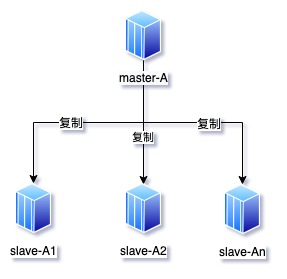 master-A
复制
复制
复制
slave-A1
slave-A2
slave-An